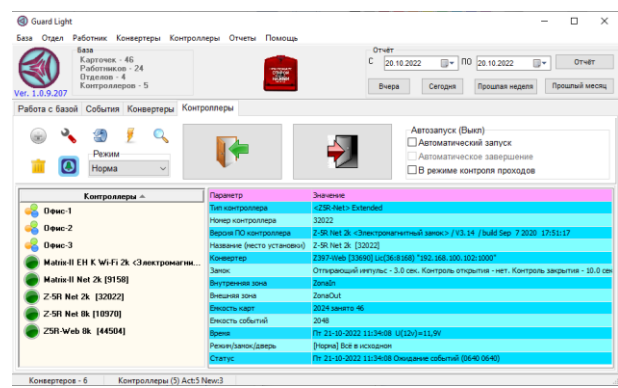 Guard Light
База Отдел Работник Конвертеры Контроллеры Отчеты Помощь
База
Карточек - 46
Работников - 24
Отделов - 4
Контроллеров - 5
Ver. 1.0.9.207
Отчёт
С 20.10.2022 ПО 20.10.2022 Отчёт
Вчера Сегодня Прошлая неделя Прошлый месяц
Работа с базой События Конвертеры Контроллеры
Режим
Норма
Автозапуск (Выкл)
Автоматический запуск
Автоматическое завершение
В режиме контроля проходов
Контроллеры
Офис-1
Офис-2
Офис-3
Matrix-II EH K Wi-Fi 2k <Электромагни...
Matrix-II Net 2k [9158]
Z-5R Net 2k [32022]
Z-5R Net 8k [10970]
Z5R-Web 8k [44504]
Параметр Значение
Тип контроллера <Z5R-Net> Extended
Номер контроллера 32022
Версия ПО контроллера Z-5R Net 2k <Электромагнитный замок> / V3.14 /build Sep 7 2020 17:51:17
Название (место установки) Z-5R Net 2k [32022]
Конвертер Z397-Web [33690] Lic(36:8168) "192.168.100.102:1000"
Замок Отпирающий импульс - 3.0 сек. Контроль открытия - нет. Контроль закрытия - 10.0 сек
Внутренняя зона ZonaIn
Внешняя зона ZonaOut
Емкость карт 2024 занято 46
Емкость событий 2048
Время Пт 21-10-2022 11:34:08 U(12v)=11,9V
Режим/замок/дверь [Норма] Всё в исходном
Статус Пт 21-10-2022 11:34:08 Ожидание событий (0640 0640)
Конвертеров - 6 Контроллеры (5) Act:5 New:3